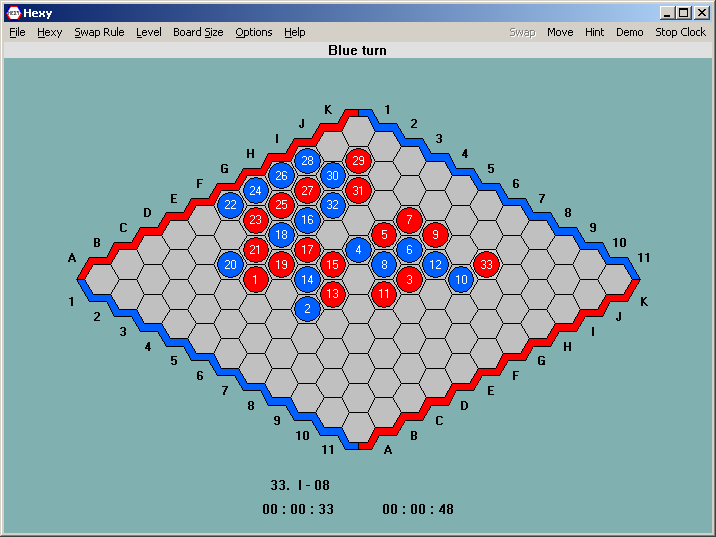 HEXY Hexy
File Hexy Swap Rule Level Board Size Options Help Swap Move Hint Demo Stop Clock
Blue turn
K 1
J 2
I 28 3
H 26 30 29 4
G 24 27 31 5
F 22 25 32 7 6
E 23 16 5 9 7
D 18 6 8
C 21 17 4 12 9
B 20 19 15 8 33 10
A 1 14 3 10 11
1 13 11 K
2 2 J
3 I
4 H
5 G
6 F
7 E
8 D
9 C
10 B
11 A
33. I - 08
00 : 00 : 33 00 : 00 : 48